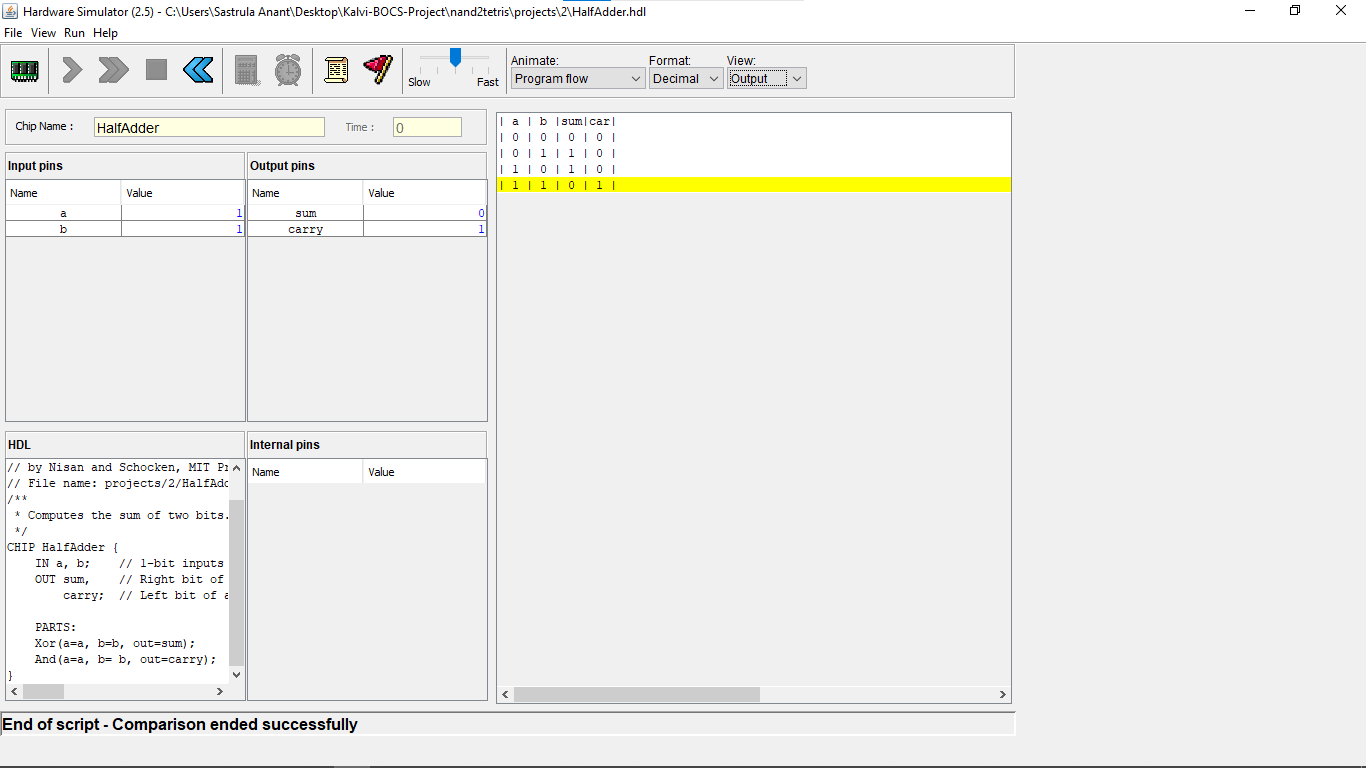 Hardware Simulator (2.5) - C:\Users\Sastrula Anant\Desktop\Kalvi-BOCS-Project\nand2tetris\projects\2\HalfAdder.hdl
File View Run Help
Slow Fast
Animate: Format: View:
Program flow Decimal Output
Chip Name : HalfAdder Time : 0
Input pins
Name Value
a 1
b 1
Output pins
Name Value
sum 0
carry 1
| a | b |sum|car|
| 0 | 0 | 0 | 0 |
| 0 | 1 | 1 | 0 |
| 1 | 0 | 1 | 0 |
| 1 | 1 | 0 | 1 |
HDL
// by Nisan and Schocken, MIT
// File name: projects/2/HalfAdd
/**
* Computes the sum of two bits.
*/
CHIP HalfAdder {
IN a, b; // 1-bit inputs
OUT sum, // Right bit of
carry; // Left bit of
PARTS:
Xor(a=a, b=b, out=sum);
And(a=a, b= b, out=carry);
}
Internal pins
Name Value
End of script - Comparison ended successfully